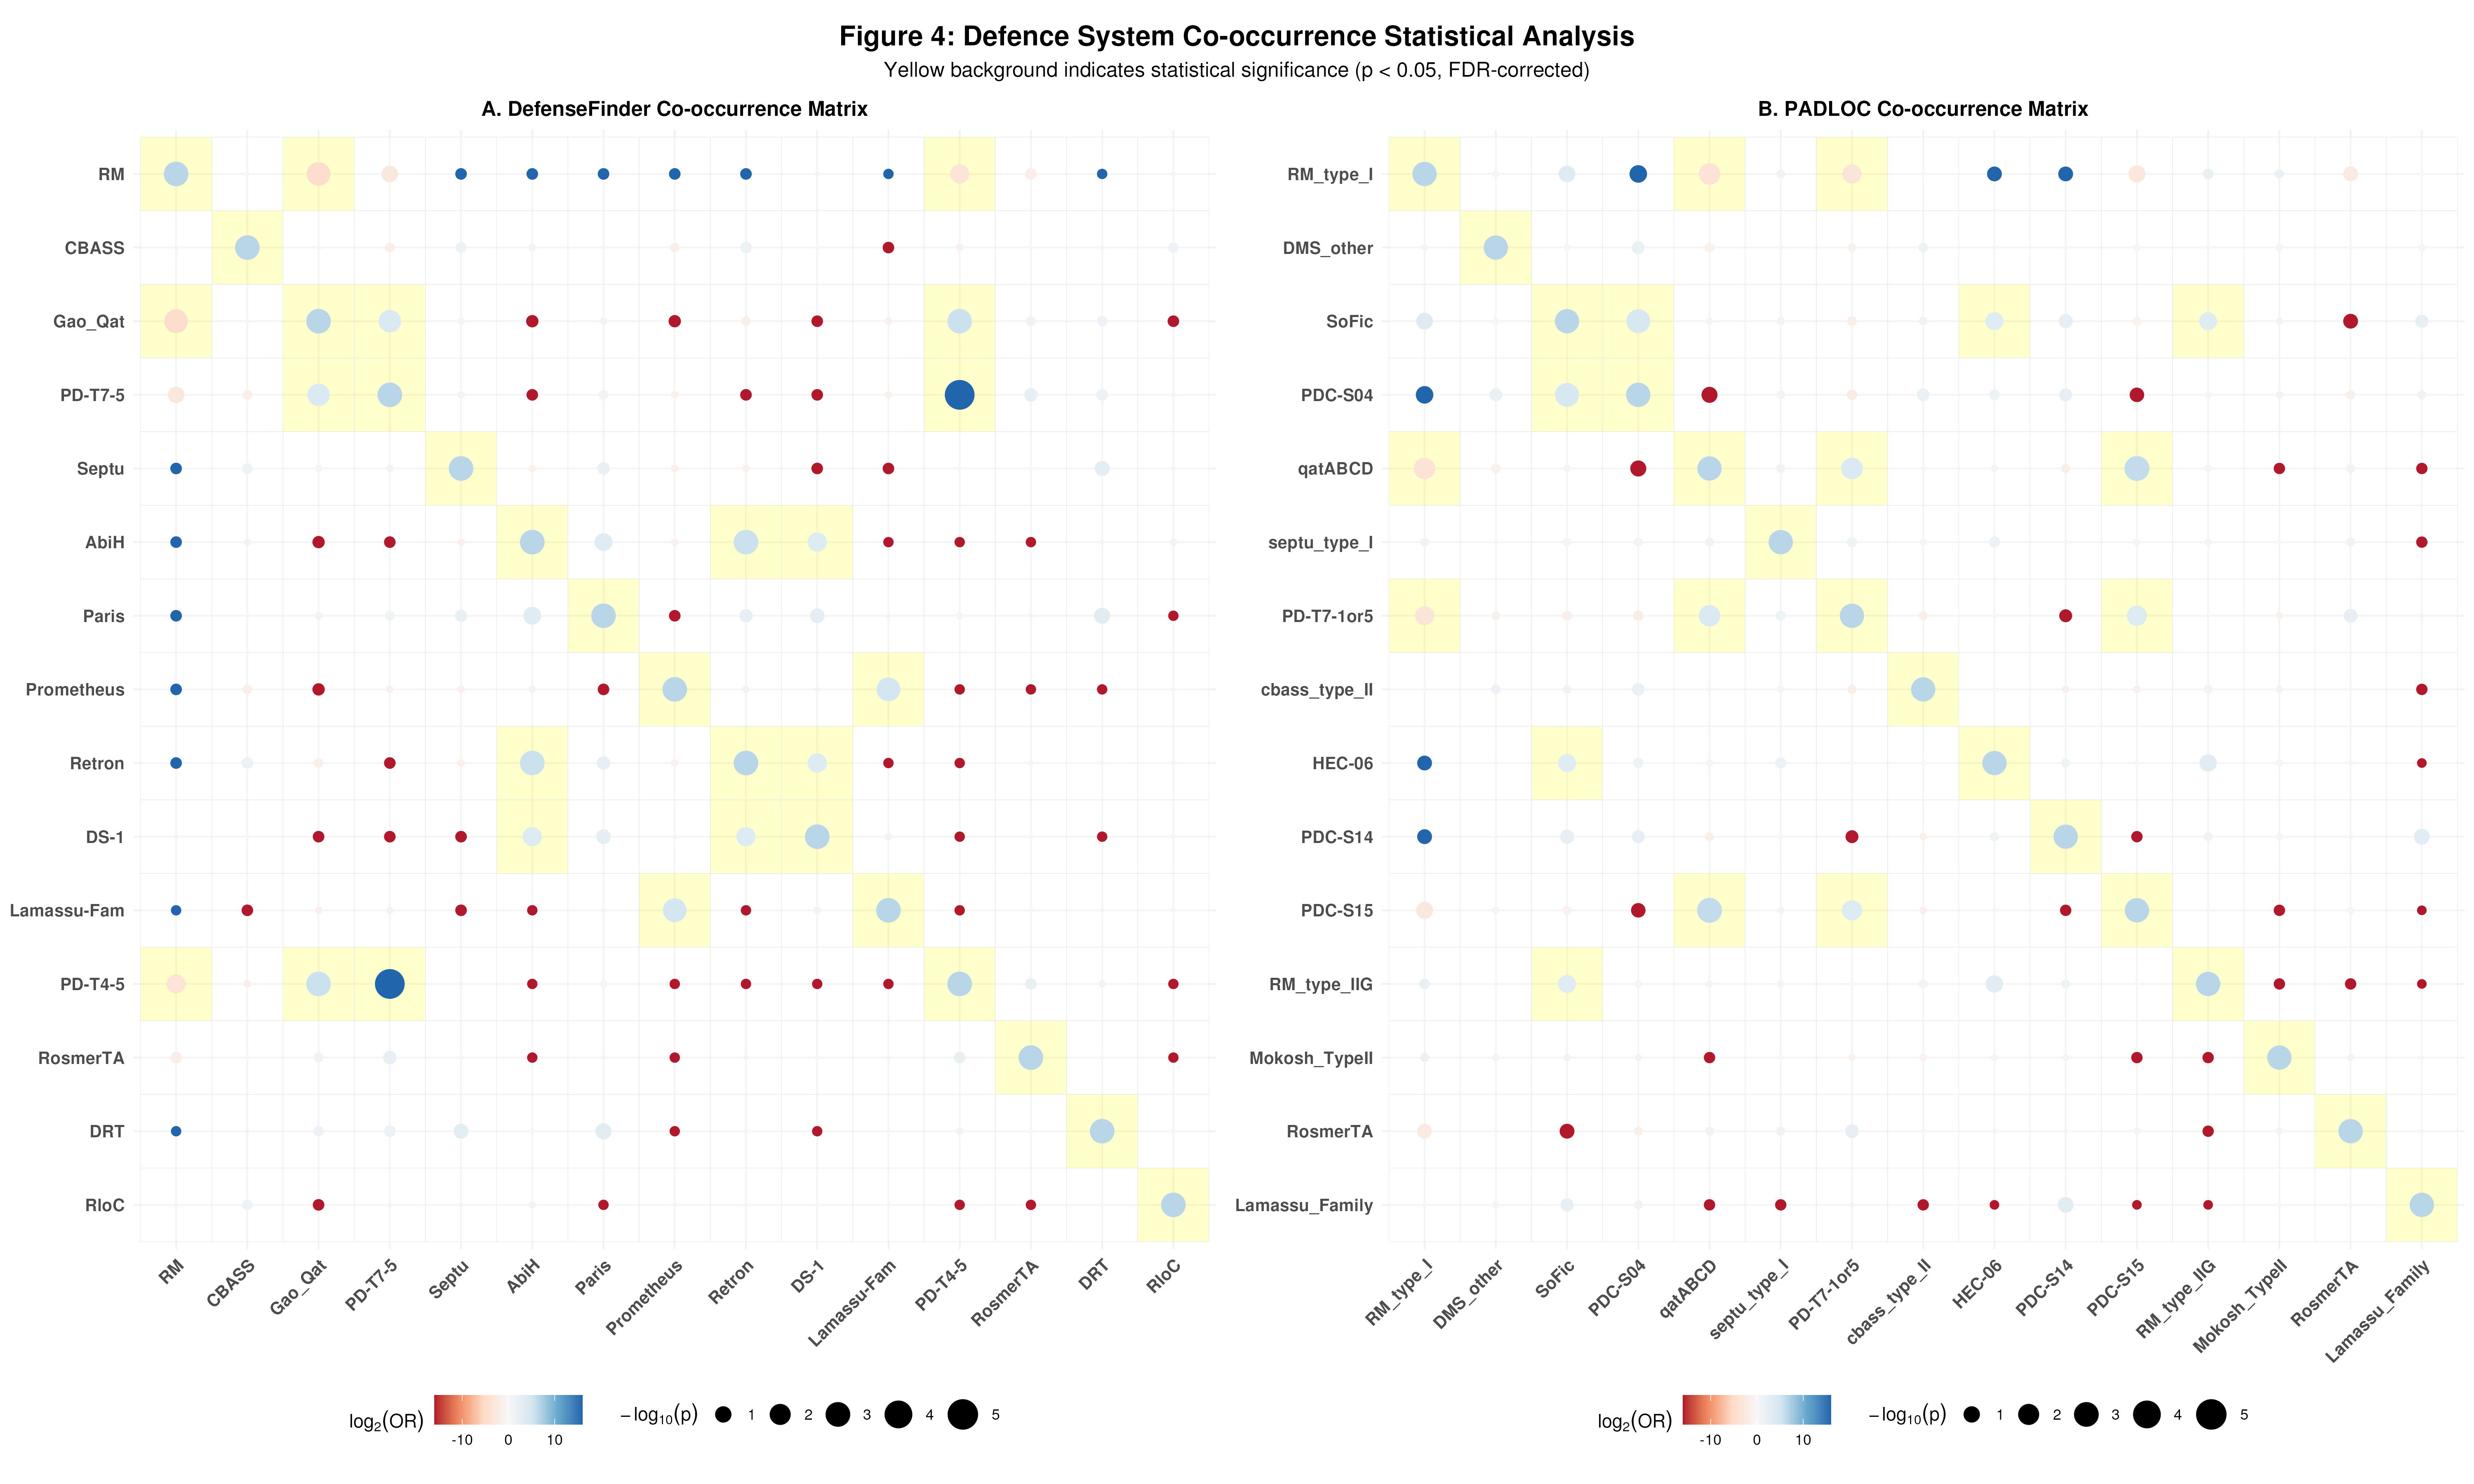 Figure 4: Defence System Co-occurrence Statistical Analysis
Yellow background indicates statistical significance (p < 0.05, FDR-corrected)
A. DefenseFinder Co-occurrence Matrix
RM
CBASS
Gao_Qat
PD-T7-5
Septu
AbiH
Paris
Prometheus
Retron
DS-1
Lamassu-Fam
PD-T4-5
RosmerTA
DRT
RloC
RM
CBASS
Gao_Qat
PD-T7-5
Septu
AbiH
Paris
Prometheus
Retron
DS-1
Lamassu-Fam
PD-T4-5
RosmerTA
DRT
RloC
log₂(OR)
-10 0 10
−log₁₀(p)
1 2 3 4 5
B. PADLOC Co-occurrence Matrix
RM_type_I
DMS_other
SoFic
PDC-S04
qatABCD
septu_type_I
PD-T7-1or5
cbass_type_II
HEC-06
PDC-S14
PDC-S15
RM_type_IIG
Mokosh_TypeII
RosmerTA
Lamassu_Family
RM_type_I
DMS_other
SoFic
PDC-S04
qatABCD
septu_type_I
PD-T7-1or5
cbass_type_II
HEC-06
PDC-S14
PDC-S15
RM_type_IIG
Mokosh_TypeII
RosmerTA
Lamassu_Family
log₂(OR)
-10 0 10
−log₁₀(p)
1 2 3 4 5